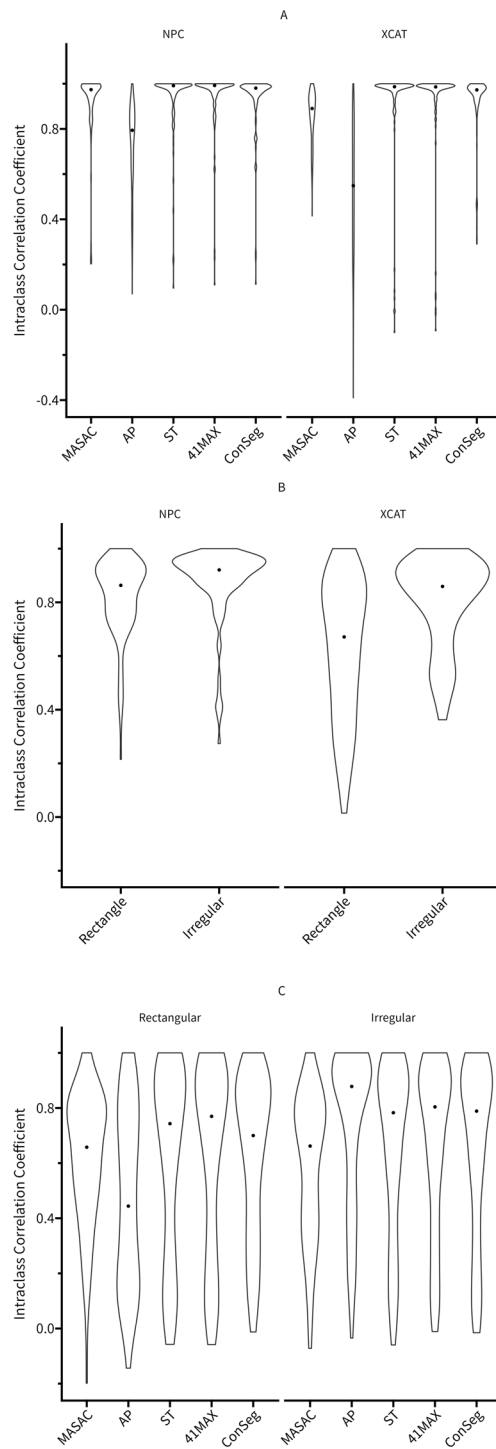 A
NPC XCAT
Intraclass Correlation Coefficient
0.8
0.4
0.0
-0.4
MASAC AP ST 41MAX ConSeg MASAC AP ST 41MAX ConSeg
B
NPC XCAT
Intraclass Correlation Coefficient
0.8
0.4
0.0
Rectangle Irregular Rectangle Irregular
C
Rectangular Irregular
Intraclass Correlation Coefficient
0.8
0.4
0.0
MASAC AP ST 41MAX ConSeg MASAC AP ST 41MAX ConSeg